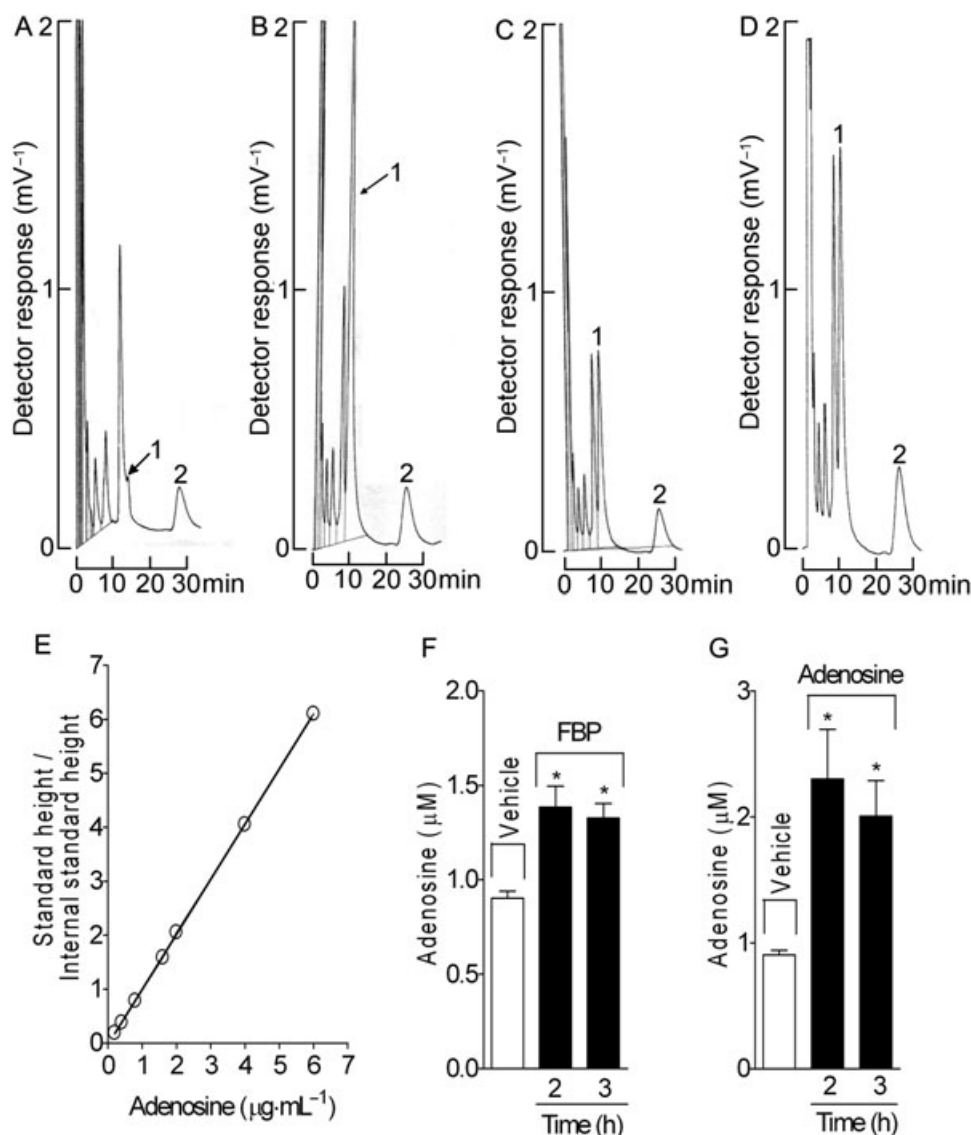 A
2
Detector response (mV⁻¹)
1
0
1
2
0 10 20 30min
B
2
Detector response (mV⁻¹)
1
0
1
2
0 10 20 30min
C
2
Detector response (mV⁻¹)
1
0
1
2
0 10 20 30min
D
2
Detector response (mV⁻¹)
1
0
1
2
0 10 20 30min
E
Standard height /
Internal standard height
7
6
5
4
3
2
1
0
0 1 2 3 4 5 6 7
Adenosine (μg·mL⁻¹)
F
Adenosine (μM)
2.0
1.5
1.0
0.5
0.0
Vehicle
FBP
* *
2 3
Time (h)
G
Adenosine (μM)
3
2
1
0
Vehicle
Adenosine
* *
2 3
Time (h)